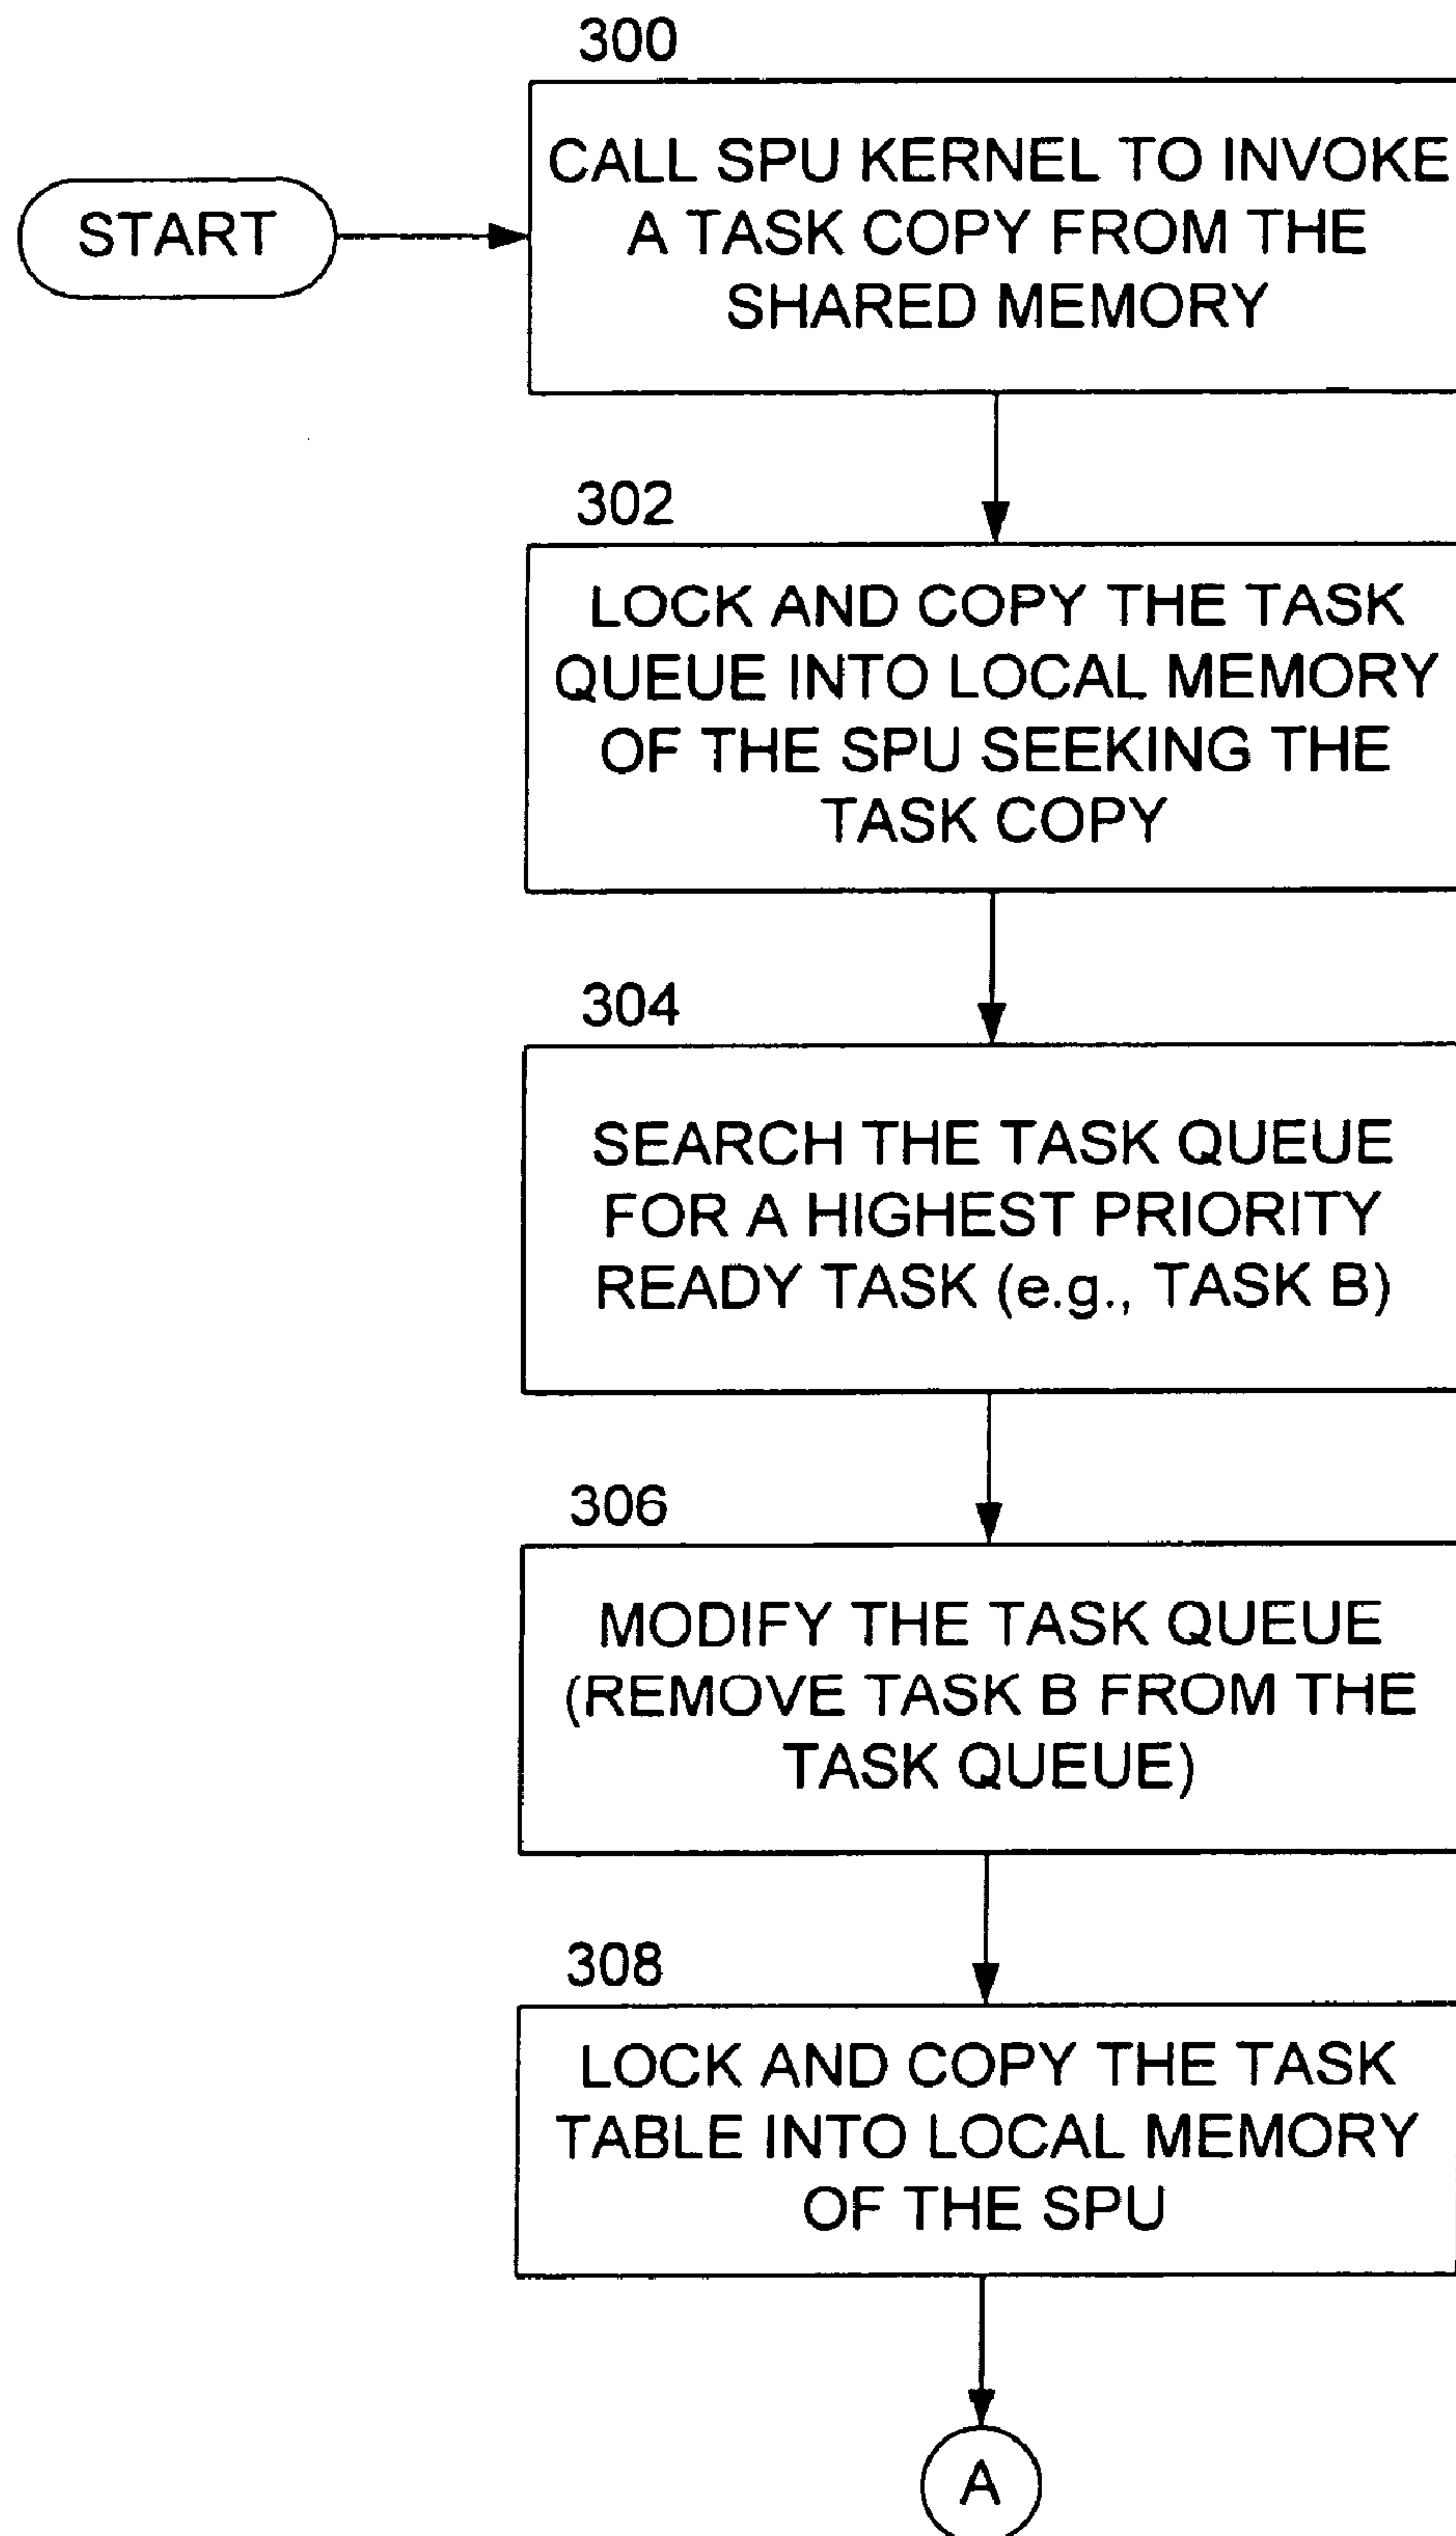 300
CALL SPU KERNEL TO INVOKE
A TASK COPY FROM THE
SHARED MEMORY
START
302
LOCK AND COPY THE TASK
QUEUE INTO LOCAL MEMORY
OF THE SPU SEEKING THE
TASK COPY
304
SEARCH THE TASK QUEUE
FOR A HIGHEST PRIORITY
READY TASK (e.g., TASK B)
306
MODIFY THE TASK QUEUE
(REMOVE TASK B FROM THE
TASK QUEUE)
308
LOCK AND COPY THE TASK
TABLE INTO LOCAL MEMORY
OF THE SPU
A